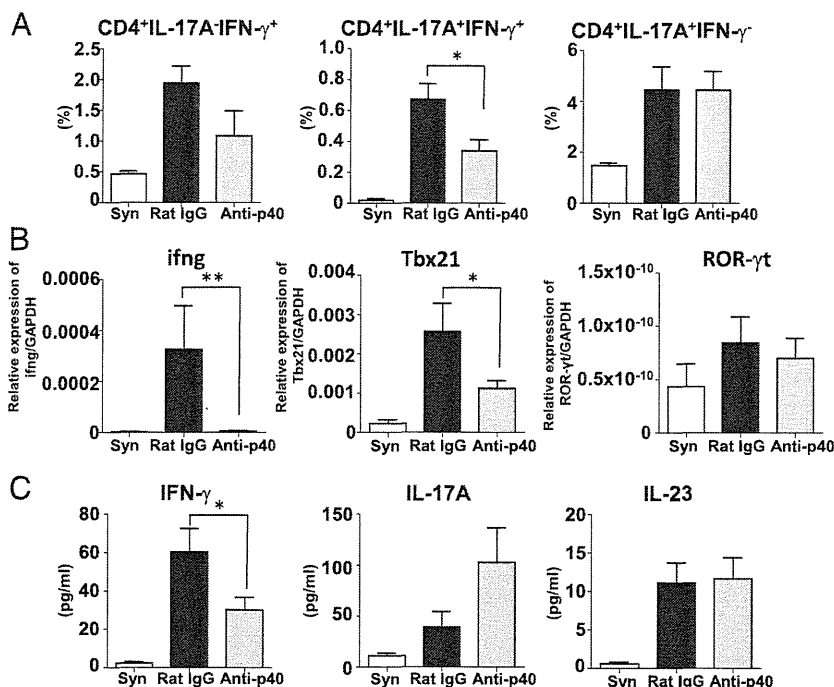 A
CD4⁺IL-17A⁻IFN-γ⁺
CD4⁺IL-17A⁺IFN-γ⁺
CD4⁺IL-17A⁺IFN-γ⁻
(%)
2.5
2.0
1.5
1.0
0.5
0
Syn Rat IgG Anti-p40
(%)
1.0
0.8
0.6
0.4
0.2
0
*
Syn Rat IgG Anti-p40
(%)
6
4
2
0
Syn Rat IgG Anti-p40
B
ifng
Relative expression of
ifng/GAPDH
0.0006
0.0004
0.0002
0
**
Syn Rat IgG Anti-p40
Tbx21
Relative expression of
Tbx21/GAPDH
0.004
0.003
0.002
0.001
0
*
Syn Rat IgG Anti-p40
ROR-γt
Relative expression of
ROR-γt/GAPDH
1.5x10⁻¹⁰
1.0x10⁻¹⁰
0.5x10⁻¹⁰
0
Syn Rat IgG Anti-p40
C
IFN-γ
(pg/ml)
80
60
40
20
0
*
Syn Rat IgG Anti-p40
IL-17A
(pg/ml)
150
100
50
0
Syn Rat IgG Anti-p40
IL-23
(pg/ml)
20
15
10
5
0
Syn Rat IgG Anti-p40